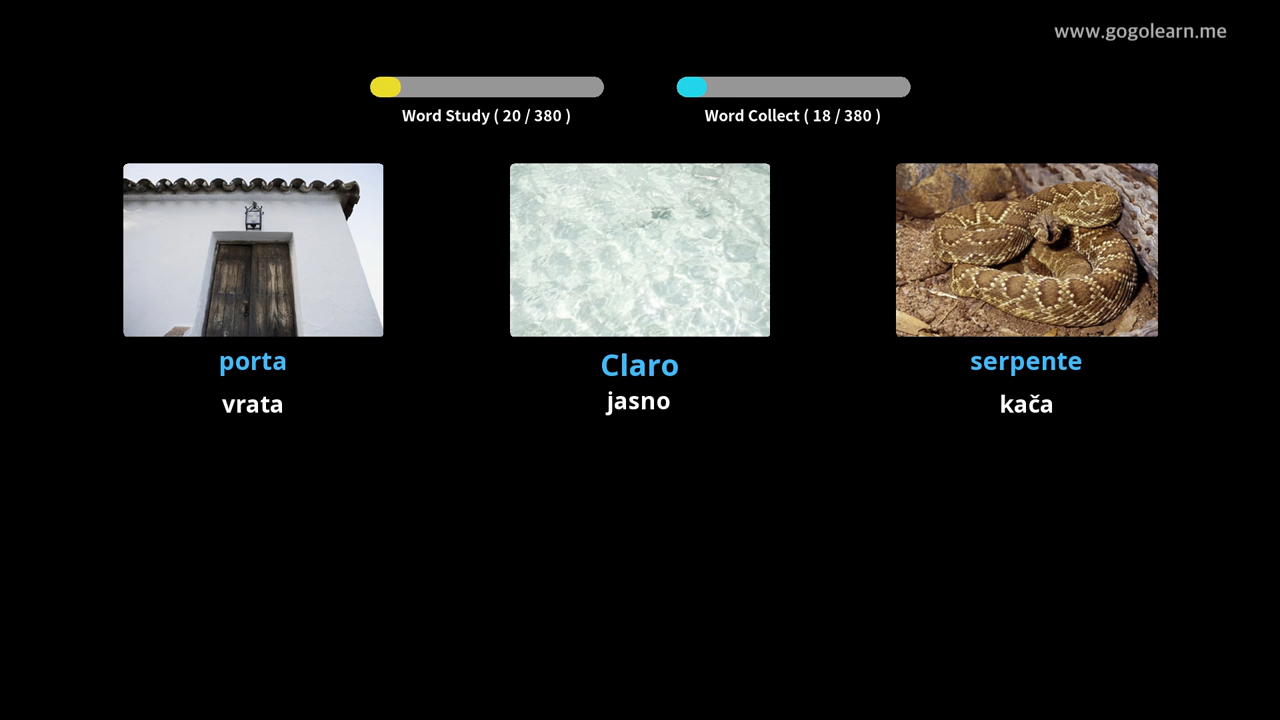 www.gogolearn.me
Word Study ( 20 / 380 )
Word Collect ( 18 / 380 )
porta
Claro
serpente
vrata
jasno
kača